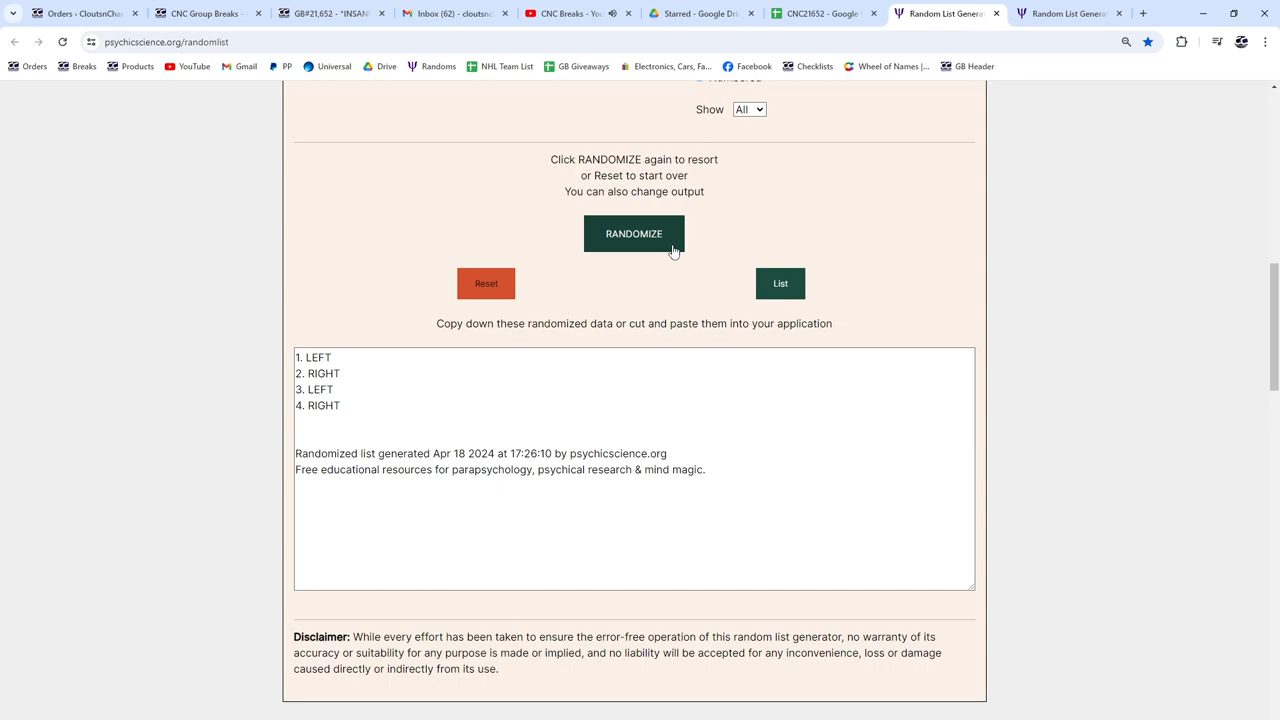 Orders ‹ CloutsnChar
CNC Group Breaks -
GB#21,652 - *INSANE
Inbox (62) - cloutsnc
CNC Breaks - You
Starred - Google Driv
CNC21652 - Google S
Random List Generat
Random List Genera
psychicscience.org/randomlist
Orders Breaks Products YouTube Gmail PP Universal Drive Randoms NHL Team List GB Giveaways Electronics, Cars, Fa... Facebook Checklists Wheel of Names |... GB Header
Numbered
Show All
Click RANDOMIZE again to resort
or Reset to start over
You can also change output
RANDOMIZE
Reset List
Copy down these randomized data or cut and paste them into your application
1. LEFT
2. RIGHT
3. LEFT
4. RIGHT
Randomized list generated Apr 18 2024 at 17:26:10 by psychicscience.org
Free educational resources for parapsychology, psychical research & mind magic.
Disclaimer: While every effort has been taken to ensure the error-free operation of this random list generator, no warranty of its
accuracy or suitability for any purpose is made or implied, and no liability will be accepted for any inconvenience, loss or damage
caused directly or indirectly from its use.